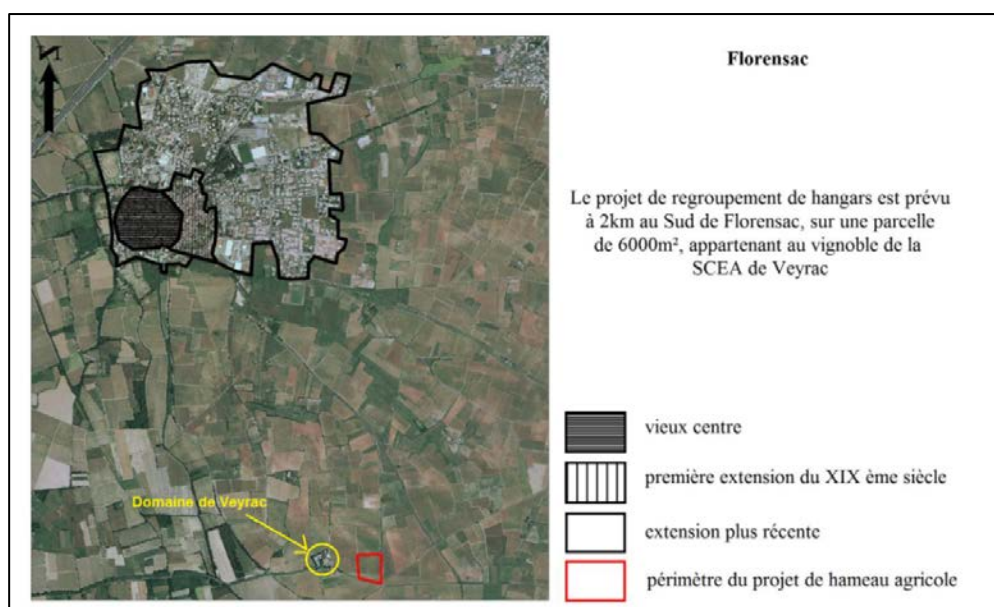 N
Florensac
Le projet de regroupement de hangars est prévu
à 2km au Sud de Florensac, sur une parcelle
de 6000m², appartenant au vignoble de la
SCEA de Veyrac
vieux centre
première extension du XIX ème siècle
extension plus récente
périmètre du projet de hameau agricole
Domaine de Veyrac